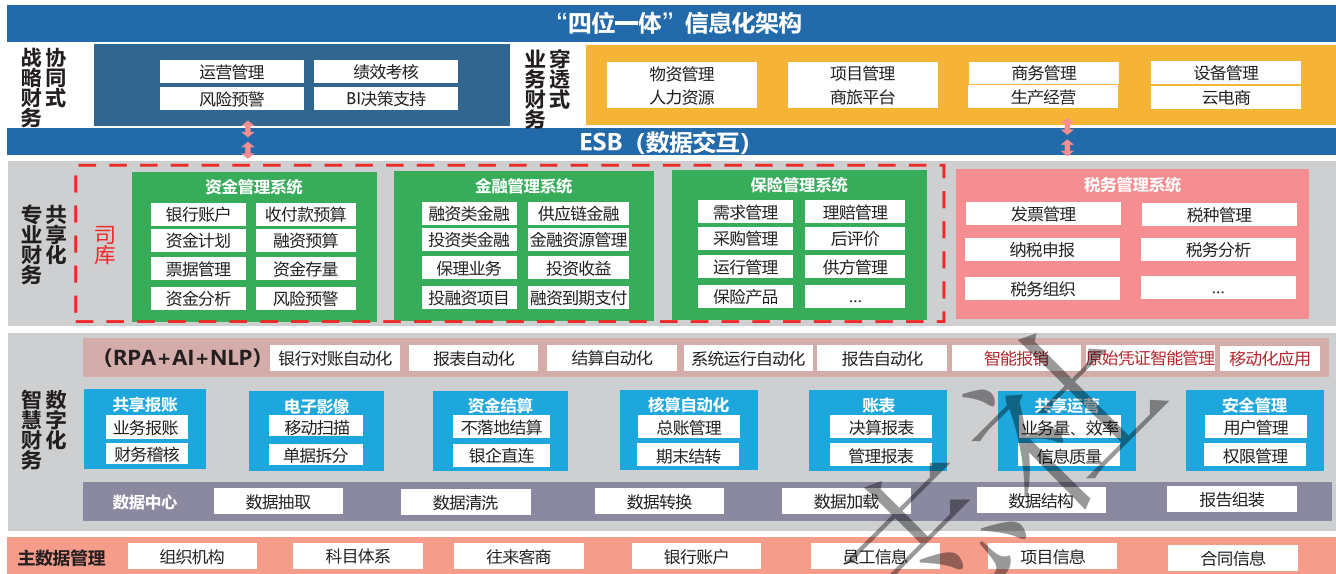 “四位一体”信息化架构
协同式
战略财务
运营管理
绩效考核
风险预警
BI决策支持
穿透式
业务财务
物资管理
人力资源
项目管理
商旅平台
商务管理
生产经营
设备管理
云电商
ESB（数据交互）
共享化
专业财务
司库
资金管理系统
银行账户
收付款预算
资金计划
融资预算
票据管理
资金存量
资金分析
风险预警
金融管理系统
融资类金融
供应链金融
投资类金融
金融资源管理
保理业务
投资收益
投融资项目
融资到期支付
保险管理系统
需求管理
理赔管理
采购管理
后评价
运行管理
供方管理
保险产品
...
税务管理系统
发票管理
税种管理
纳税申报
税务分析
税务组织
...
数字化
智慧财务
（RPA+AI+NLP）
银行对账自动化
报表自动化
结算自动化
系统运行自动化
报告自动化
智能报销
原始凭证智能管理
移动化应用
共享报账
业务报账
财务稽核
电子影像
移动扫描
单据拆分
资金结算
不落地结算
银企直连
核算自动化
总账管理
期末结转
账表
决算报表
管理报表
共享运营
业务量、效率
信息质量
安全管理
用户管理
权限管理
数据中心
数据抽取
数据清洗
数据转换
数据加载
数据结构
报告组装
主数据管理
组织机构
科目体系
往来客商
银行账户
员工信息
项目信息
合同信息